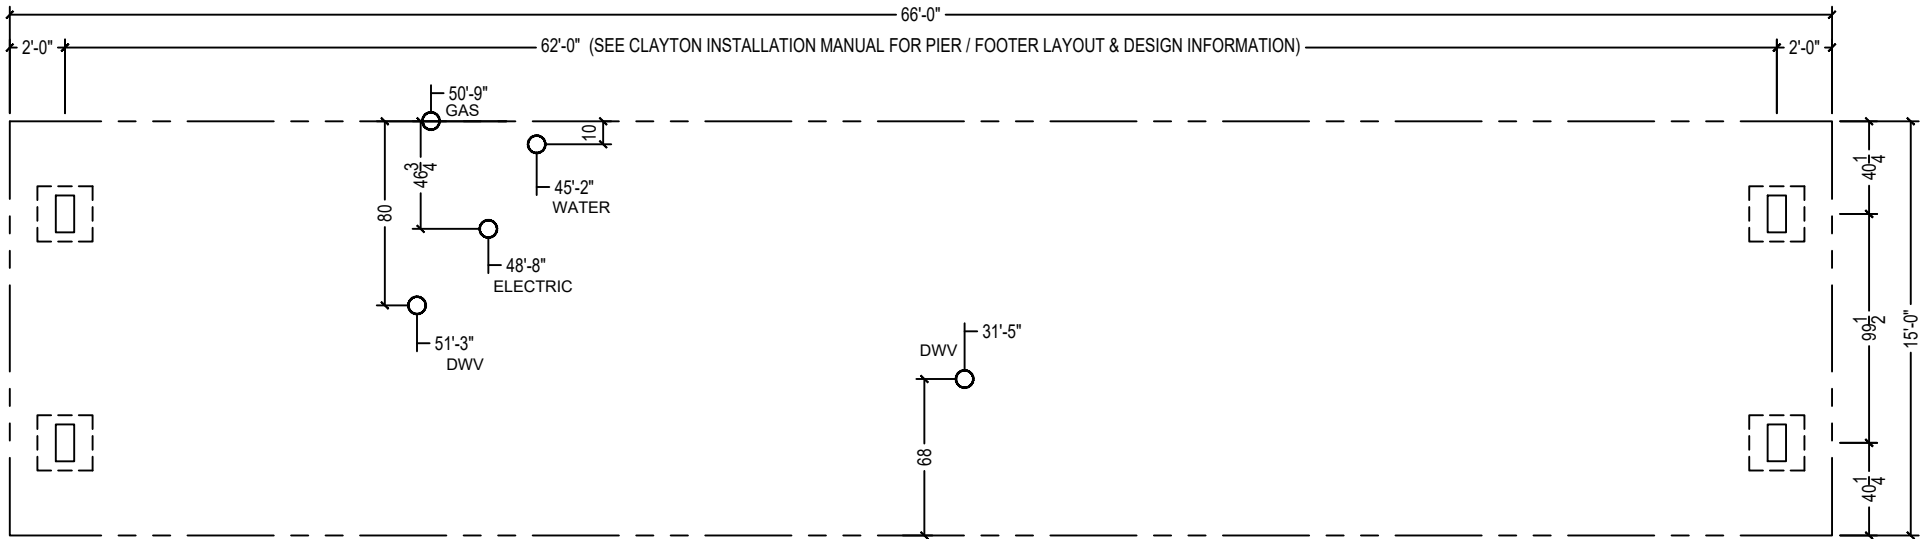 66'-0"
2'-0"
62'-0" (SEE CLAYTON INSTALLATION MANUAL FOR PIER / FOOTER LAYOUT & DESIGN INFORMATION)
2'-0"
50'-9"
GAS
10
46 3/4
45'-2"
WATER
80
48'-8"
ELECTRIC
51'-3"
DWV
31'-5"
DWV
68
40 1/4
99 1/2
15'-0"
40 1/4